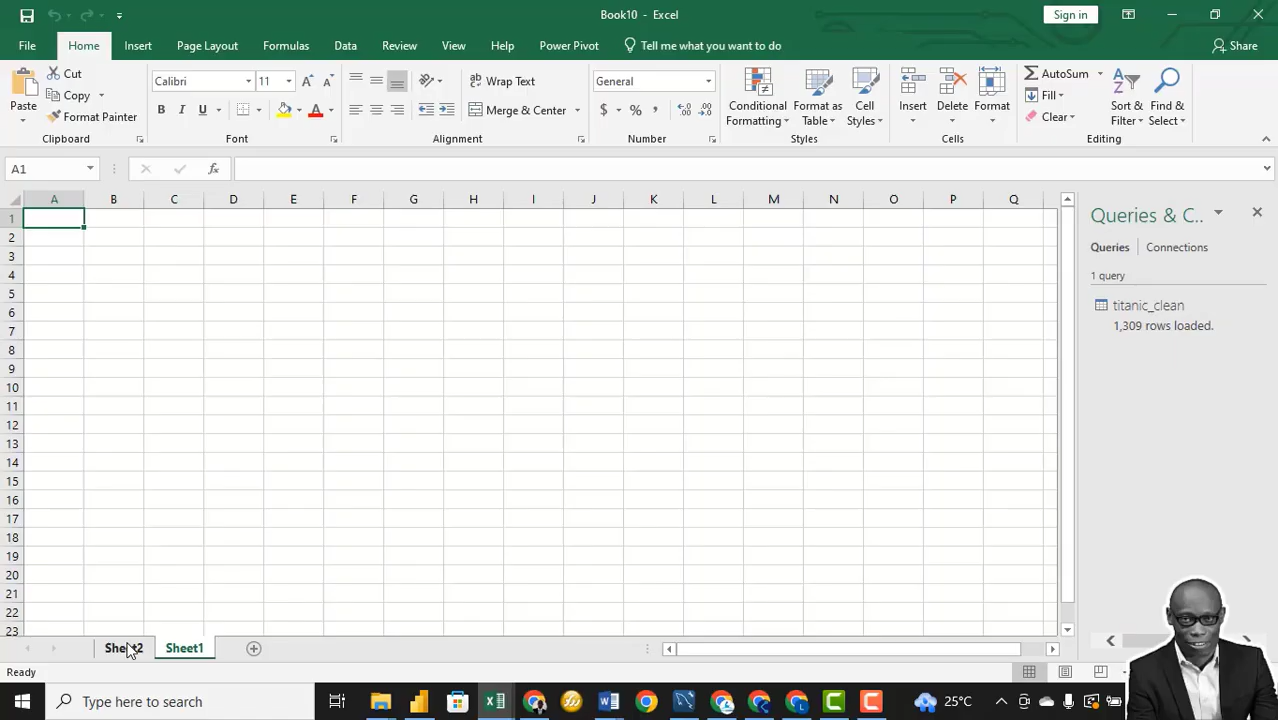 Book10 - Excel
Sign in
File Home Insert Page Layout Formulas Data Review View Help Power Pivot Tell me what you want to do Share
Paste
Cut
Copy
Format Painter
Clipboard
Calibri 11
B I U
Font
Wrap Text
Merge & Center
Alignment
General
$ % ,
Number
Conditional Formatting
Format as Table
Cell Styles
Styles
Insert
Delete
Format
Cells
AutoSum
Fill
Clear
Sort & Filter
Find & Select
Editing
A1
fx
A B C D E F G H I J K L M N O P Q
1
2
3
4
5
6
7
8
9
10
11
12
13
14
15
16
17
18
19
20
21
22
23
Queries & C..
Queries Connections
1 query
titanic_clean
1,309 rows loaded.
Sheet2 Sheet1
Ready
Type here to search
25°C